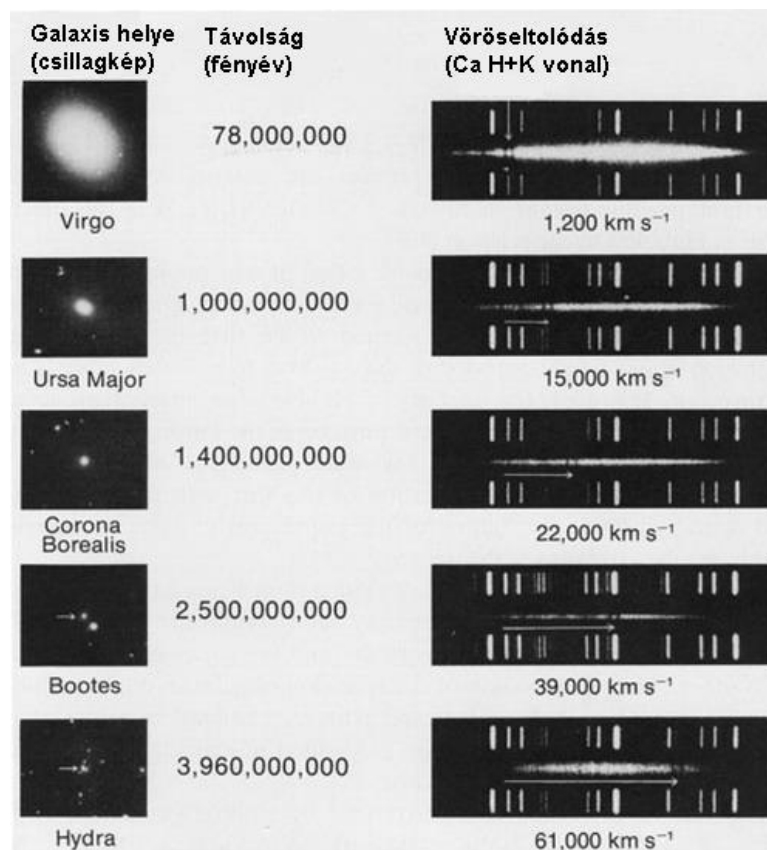 Galaxis helye
(csillagkép)
Távolság
(fényév)
Vöröseltolódás
(Ca H+K vonal)
78,000,000
Virgo
1,200 km s⁻¹
1,000,000,000
Ursa Major
15,000 km s⁻¹
1,400,000,000
Corona
Borealis
22,000 km s⁻¹
2,500,000,000
Bootes
39,000 km s⁻¹
3,960,000,000
Hydra
61,000 km s⁻¹